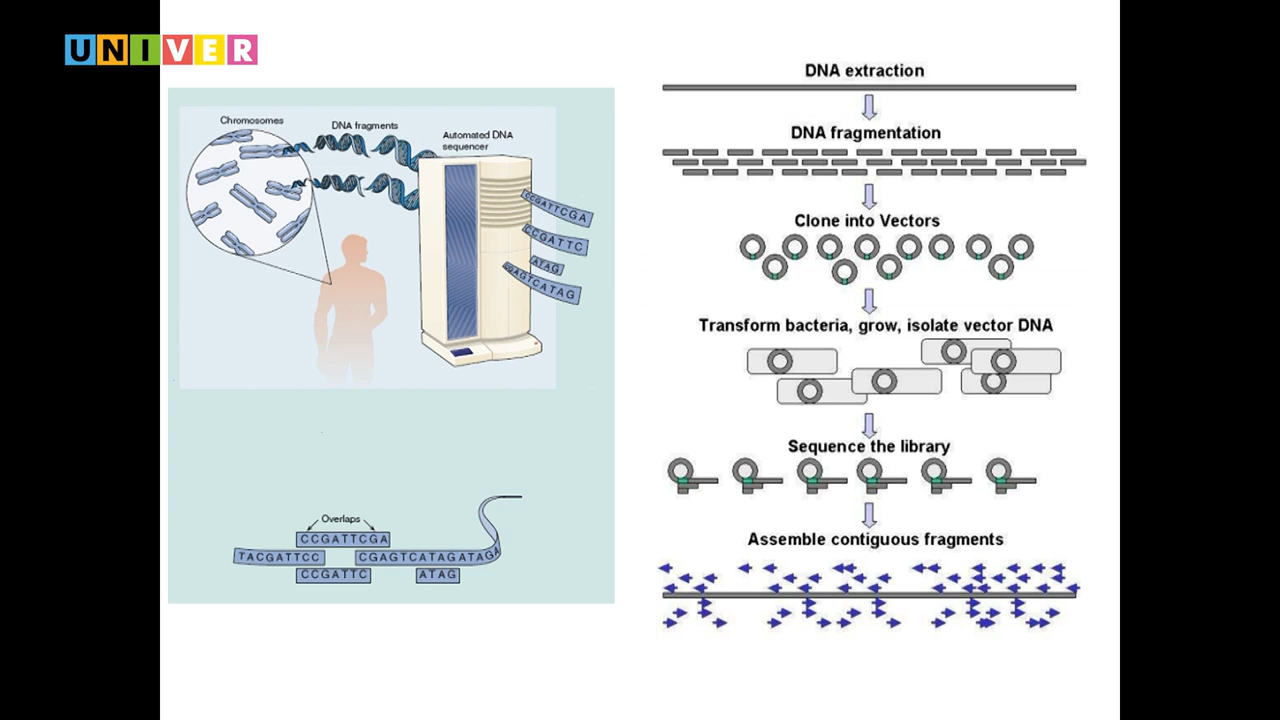 UNIVER
Chromosomes
DNA fragments
Automated DNA
sequencer
CCGATTCGA
CCGATTC
ATAG
CGAGTCATAG
Overlaps
CCGATTCGA
TACGATTCC
CGAGTCATAGATAGA
CCGATTC
ATAG
DNA extraction
DNA fragmentation
Clone into Vectors
Transform bacteria, grow, isolate vector DNA
Sequence the library
Assemble contiguous fragments